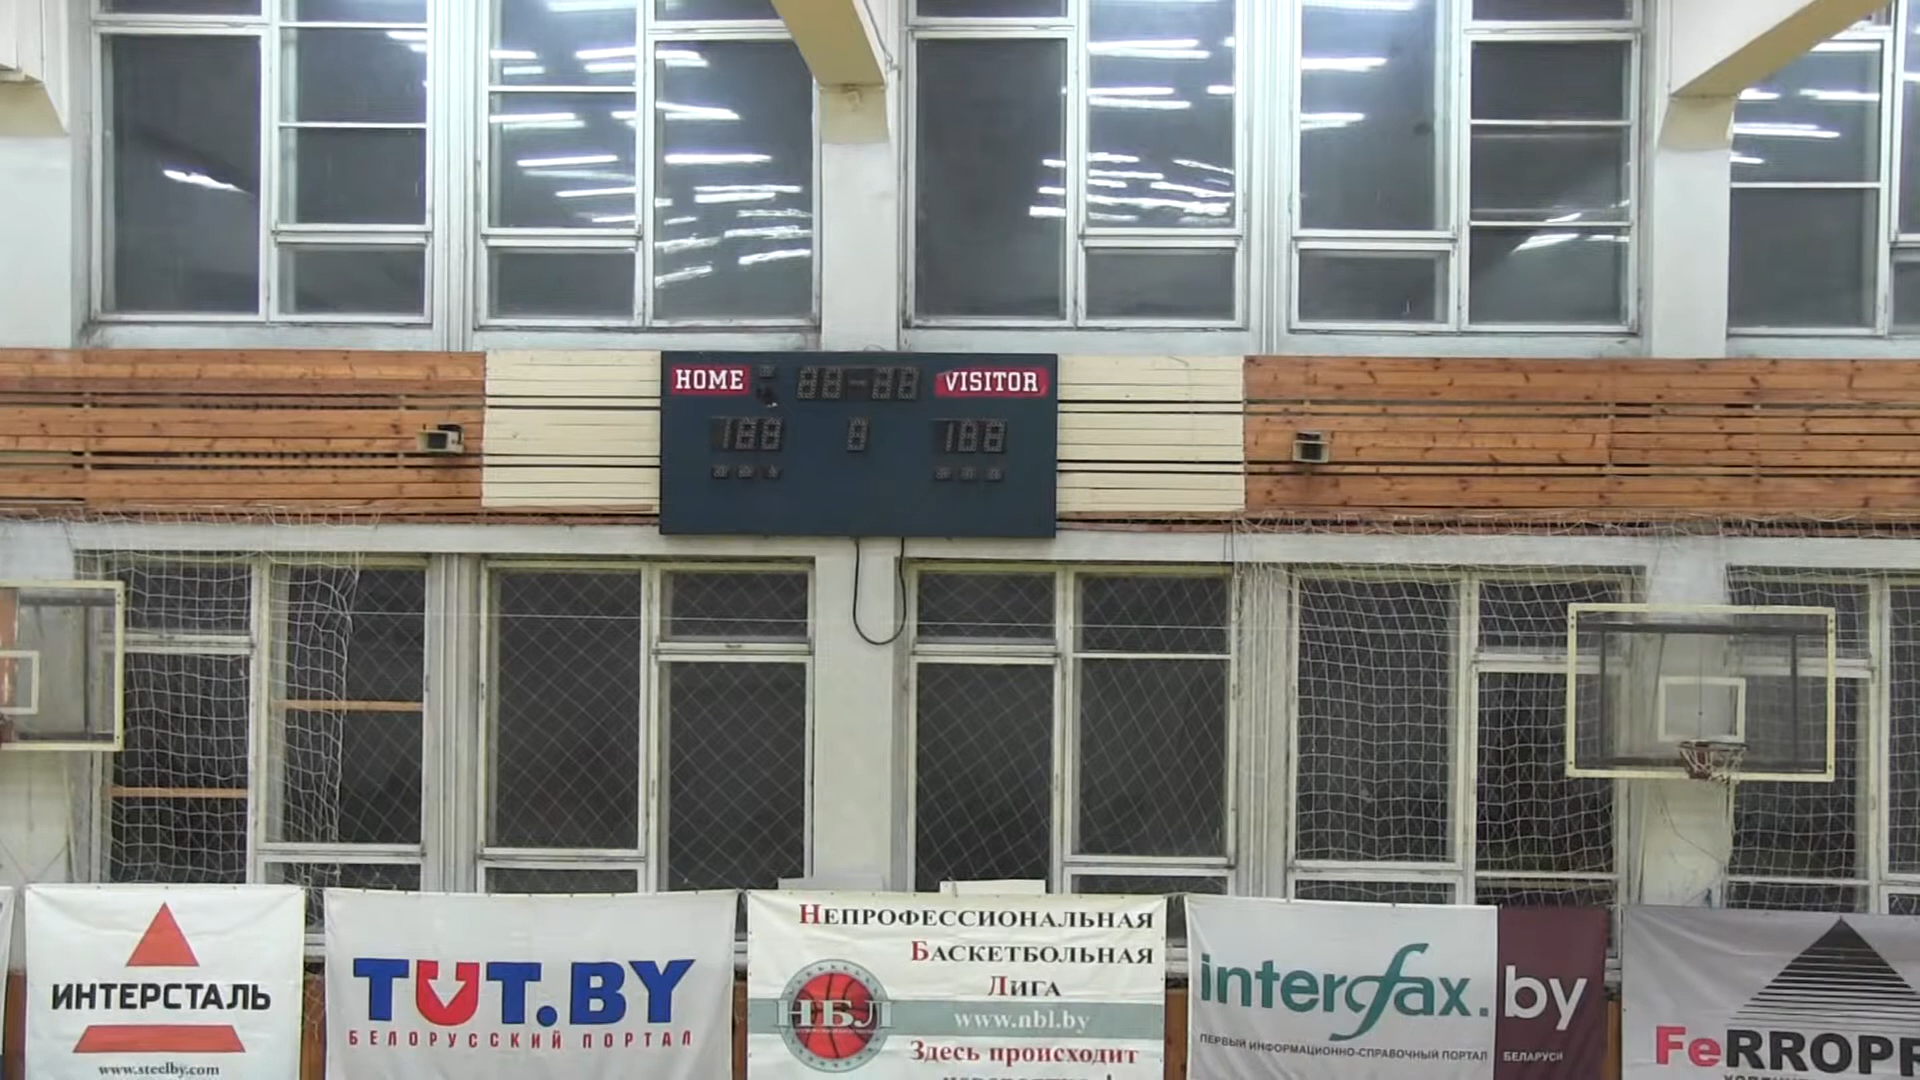 HOME
VISITOR
ИНТЕРСТАЛЬ
www.steelby.com
TUT.BY
БЕЛОРУССКИЙ ПОРТАЛ
НЕПРОФЕССИОНАЛЬНАЯ
БАСКЕТБОЛЬНАЯ
ЛИГА
НБЛ
www.nbl.by
Здесь происходит
interfax.by
ПЕРВЫЙ ИНФОРМАЦИОННО-СПРАВОЧНЫЙ ПОРТАЛ БЕЛАРУСИ
FeRROPR